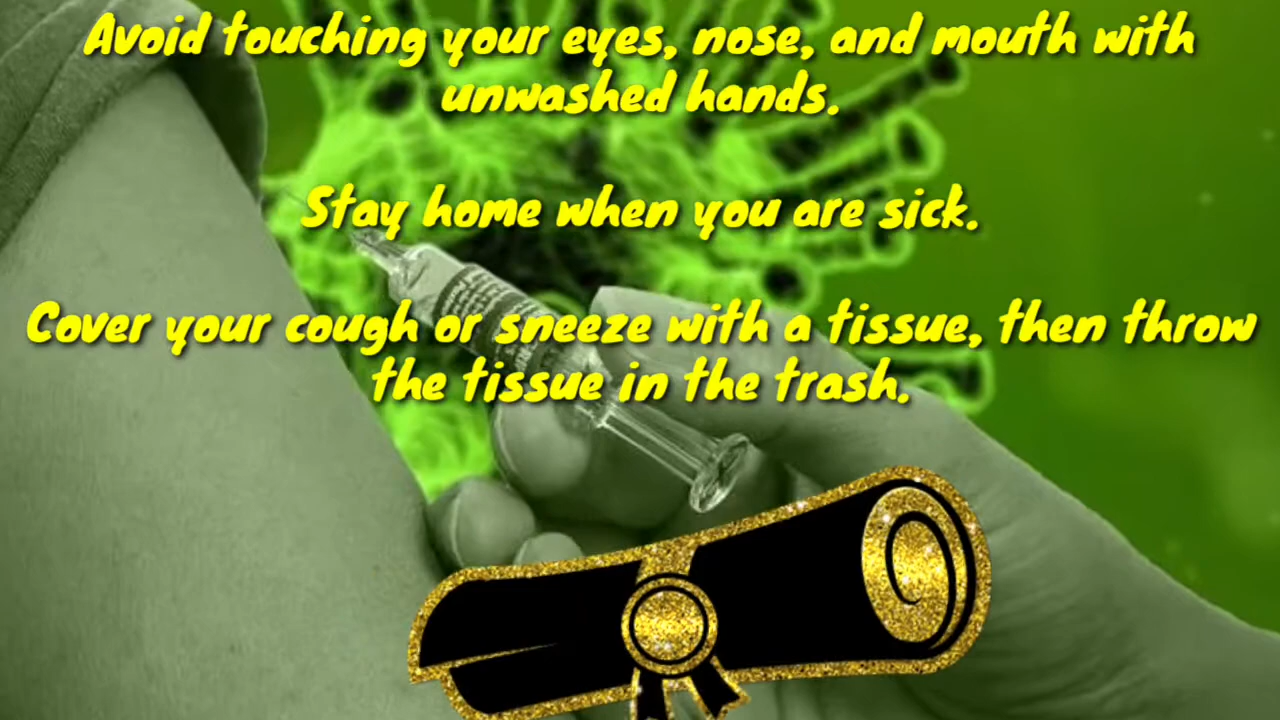 Avoid touching your eyes, nose, and mouth with
unwashed hands.
Stay home when you are sick.
Cover your cough or sneeze with a tissue, then throw
the tissue in the trash.